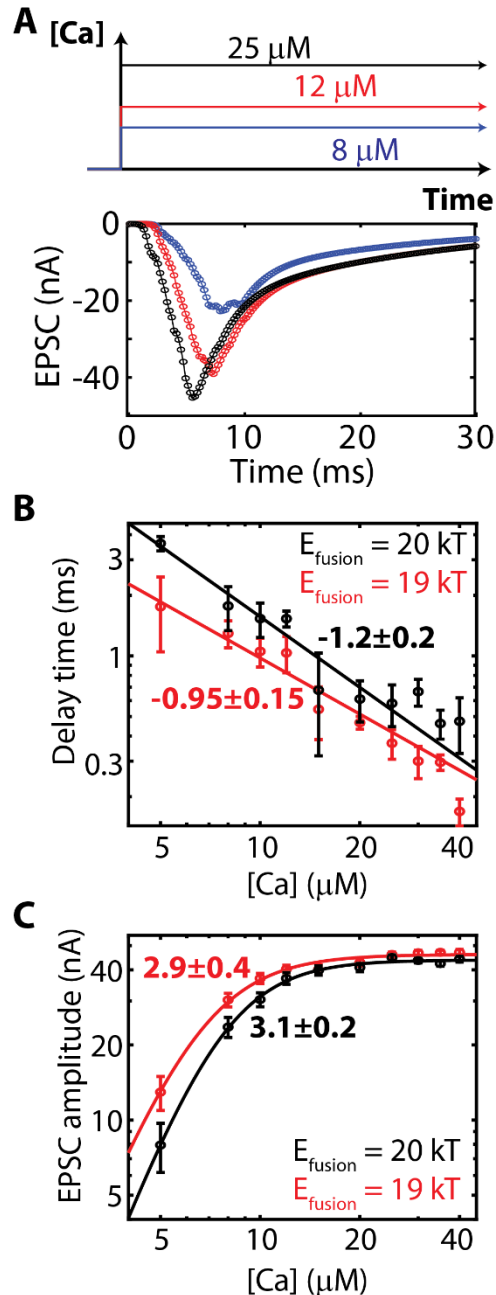 A
[Ca]
25 μM
12 μM
8 μM
Time
0
-20
-40
EPSC (nA)
0 10 20 30
Time (ms)
B
E_fusion = 20 kT
E_fusion = 19 kT
-1.2±0.2
-0.95±0.15
3
1
0.3
Delay time (ms)
5 10 20 40
[Ca] (μM)
C
2.9±0.4
3.1±0.2
E_fusion = 20 kT
E_fusion = 19 kT
40
20
10
5
EPSC amplitude (nA)
5 10 20 40
[Ca] (μM)